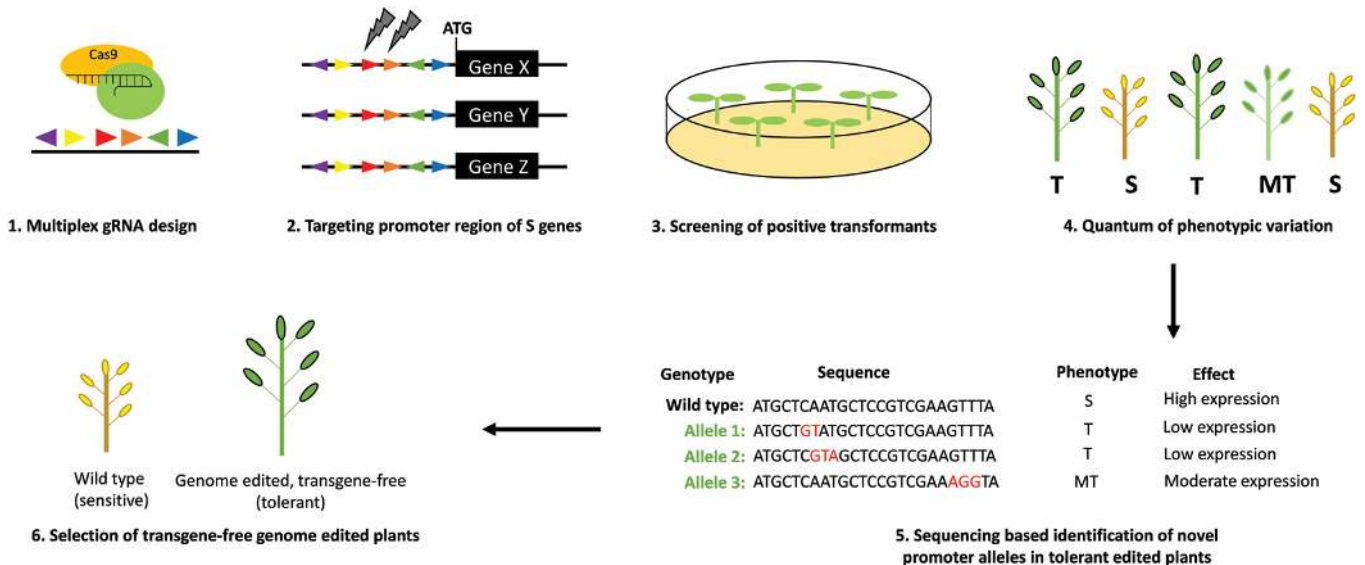 Cas9
1. Multiplex gRNA design
ATG
Gene X
Gene Y
Gene Z
2. Targeting promoter region of S genes
3. Screening of positive transformants
T S T MT S
4. Quantum of phenotypic variation
Genotype Sequence Phenotype Effect
Wild type: ATGCTCAATGCTCCGTCGAAGTTTA S High expression
Allele 1: ATGCTGTATGCTCCGTCGAAGTTTA T Low expression
Allele 2: ATGCTCGTAGCTCCGTCGAAGTTTA T Low expression
Allele 3: ATGCTCAATGCTCCGTCGAAAGGTA MT Moderate expression
5. Sequencing based identification of novel
promoter alleles in tolerant edited plants
Wild type
(sensitive)
Genome edited, transgene-free
(tolerant)
6. Selection of transgene-free genome edited plants